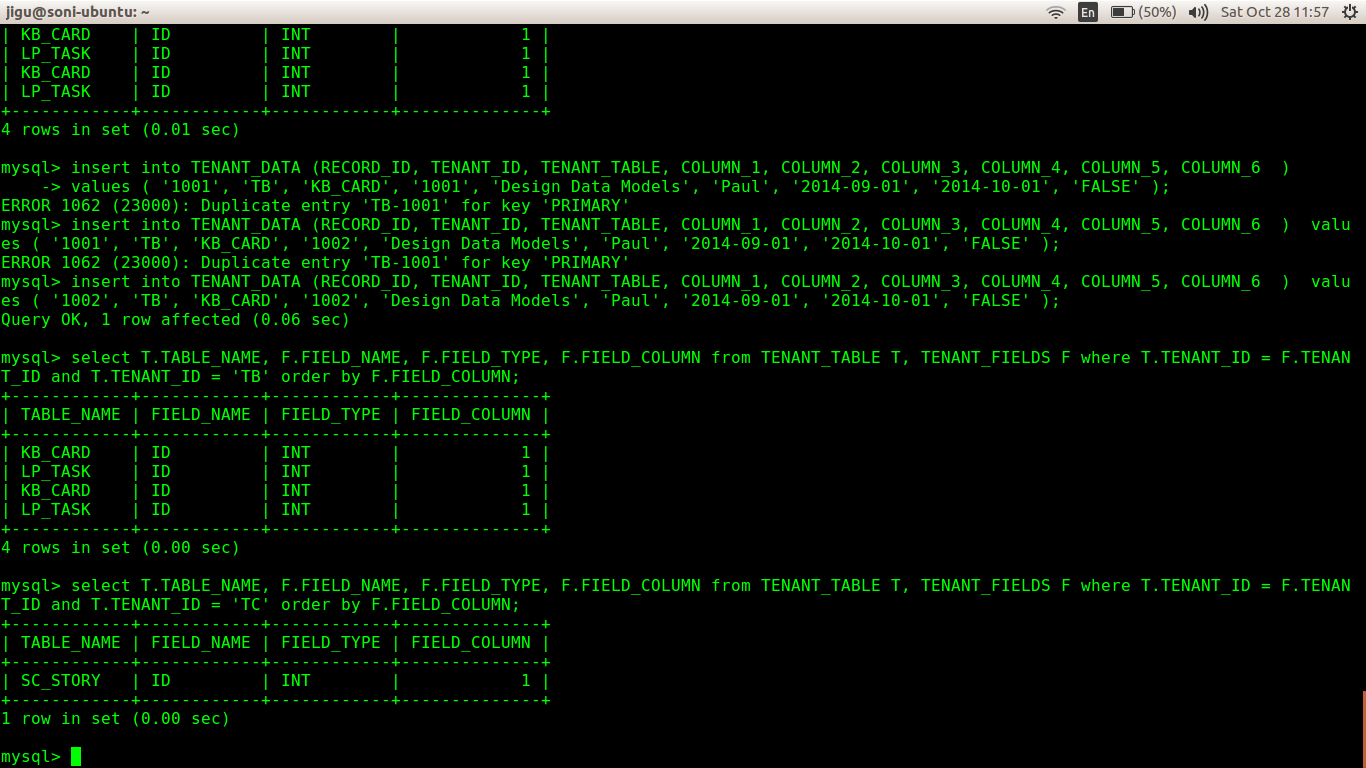 jigu@soni-ubuntu: ~ En (50%) Sat Oct 28 11:57
| KB_CARD    | ID         | INT        |            1 |
| LP_TASK    | ID         | INT        |            1 |
| KB_CARD    | ID         | INT        |            1 |
| LP_TASK    | ID         | INT        |            1 |
+------------+------------+------------+--------------+
4 rows in set (0.01 sec)

mysql> insert into TENANT_DATA (RECORD_ID, TENANT_ID, TENANT_TABLE, COLUMN_1, COLUMN_2, COLUMN_3, COLUMN_4, COLUMN_5, COLUMN_6  )
    -> values ( '1001', 'TB', 'KB_CARD', '1001', 'Design Data Models', 'Paul', '2014-09-01', '2014-10-01', 'FALSE' );
ERROR 1062 (23000): Duplicate entry 'TB-1001' for key 'PRIMARY'
mysql> insert into TENANT_DATA (RECORD_ID, TENANT_ID, TENANT_TABLE, COLUMN_1, COLUMN_2, COLUMN_3, COLUMN_4, COLUMN_5, COLUMN_6  )  valu
es ( '1001', 'TB', 'KB_CARD', '1002', 'Design Data Models', 'Paul', '2014-09-01', '2014-10-01', 'FALSE' );
ERROR 1062 (23000): Duplicate entry 'TB-1001' for key 'PRIMARY'
mysql> insert into TENANT_DATA (RECORD_ID, TENANT_ID, TENANT_TABLE, COLUMN_1, COLUMN_2, COLUMN_3, COLUMN_4, COLUMN_5, COLUMN_6  )  valu
es ( '1002', 'TB', 'KB_CARD', '1002', 'Design Data Models', 'Paul', '2014-09-01', '2014-10-01', 'FALSE' );
Query OK, 1 row affected (0.06 sec)

mysql> select T.TABLE_NAME, F.FIELD_NAME, F.FIELD_TYPE, F.FIELD_COLUMN from TENANT_TABLE T, TENANT_FIELDS F where T.TENANT_ID = F.TENAN
T_ID and T.TENANT_ID = 'TB' order by F.FIELD_COLUMN;
+------------+------------+------------+--------------+
| TABLE_NAME | FIELD_NAME | FIELD_TYPE | FIELD_COLUMN |
+------------+------------+------------+--------------+
| KB_CARD    | ID         | INT        |            1 |
| LP_TASK    | ID         | INT        |            1 |
| KB_CARD    | ID         | INT        |            1 |
| LP_TASK    | ID         | INT        |            1 |
+------------+------------+------------+--------------+
4 rows in set (0.00 sec)

mysql> select T.TABLE_NAME, F.FIELD_NAME, F.FIELD_TYPE, F.FIELD_COLUMN from TENANT_TABLE T, TENANT_FIELDS F where T.TENANT_ID = F.TENAN
T_ID and T.TENANT_ID = 'TC' order by F.FIELD_COLUMN;
+------------+------------+------------+--------------+
| TABLE_NAME | FIELD_NAME | FIELD_TYPE | FIELD_COLUMN |
+------------+------------+------------+--------------+
| SC_STORY   | ID         | INT        |            1 |
+------------+------------+------------+--------------+
1 row in set (0.00 sec)

mysql>